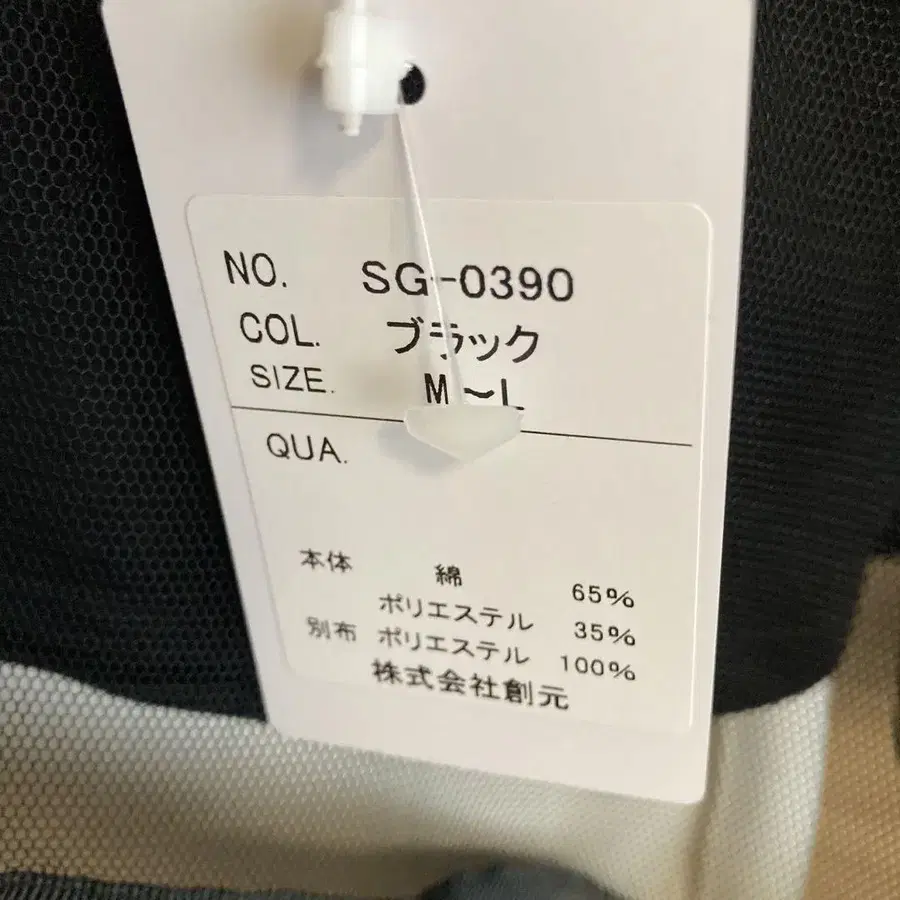 NO. SG-0390
COL. ブラック
SIZE. M～L
QUA.
本体 綿 65%
ポリエステル 35%
別布 ポリエステル 100%
株式会社創元